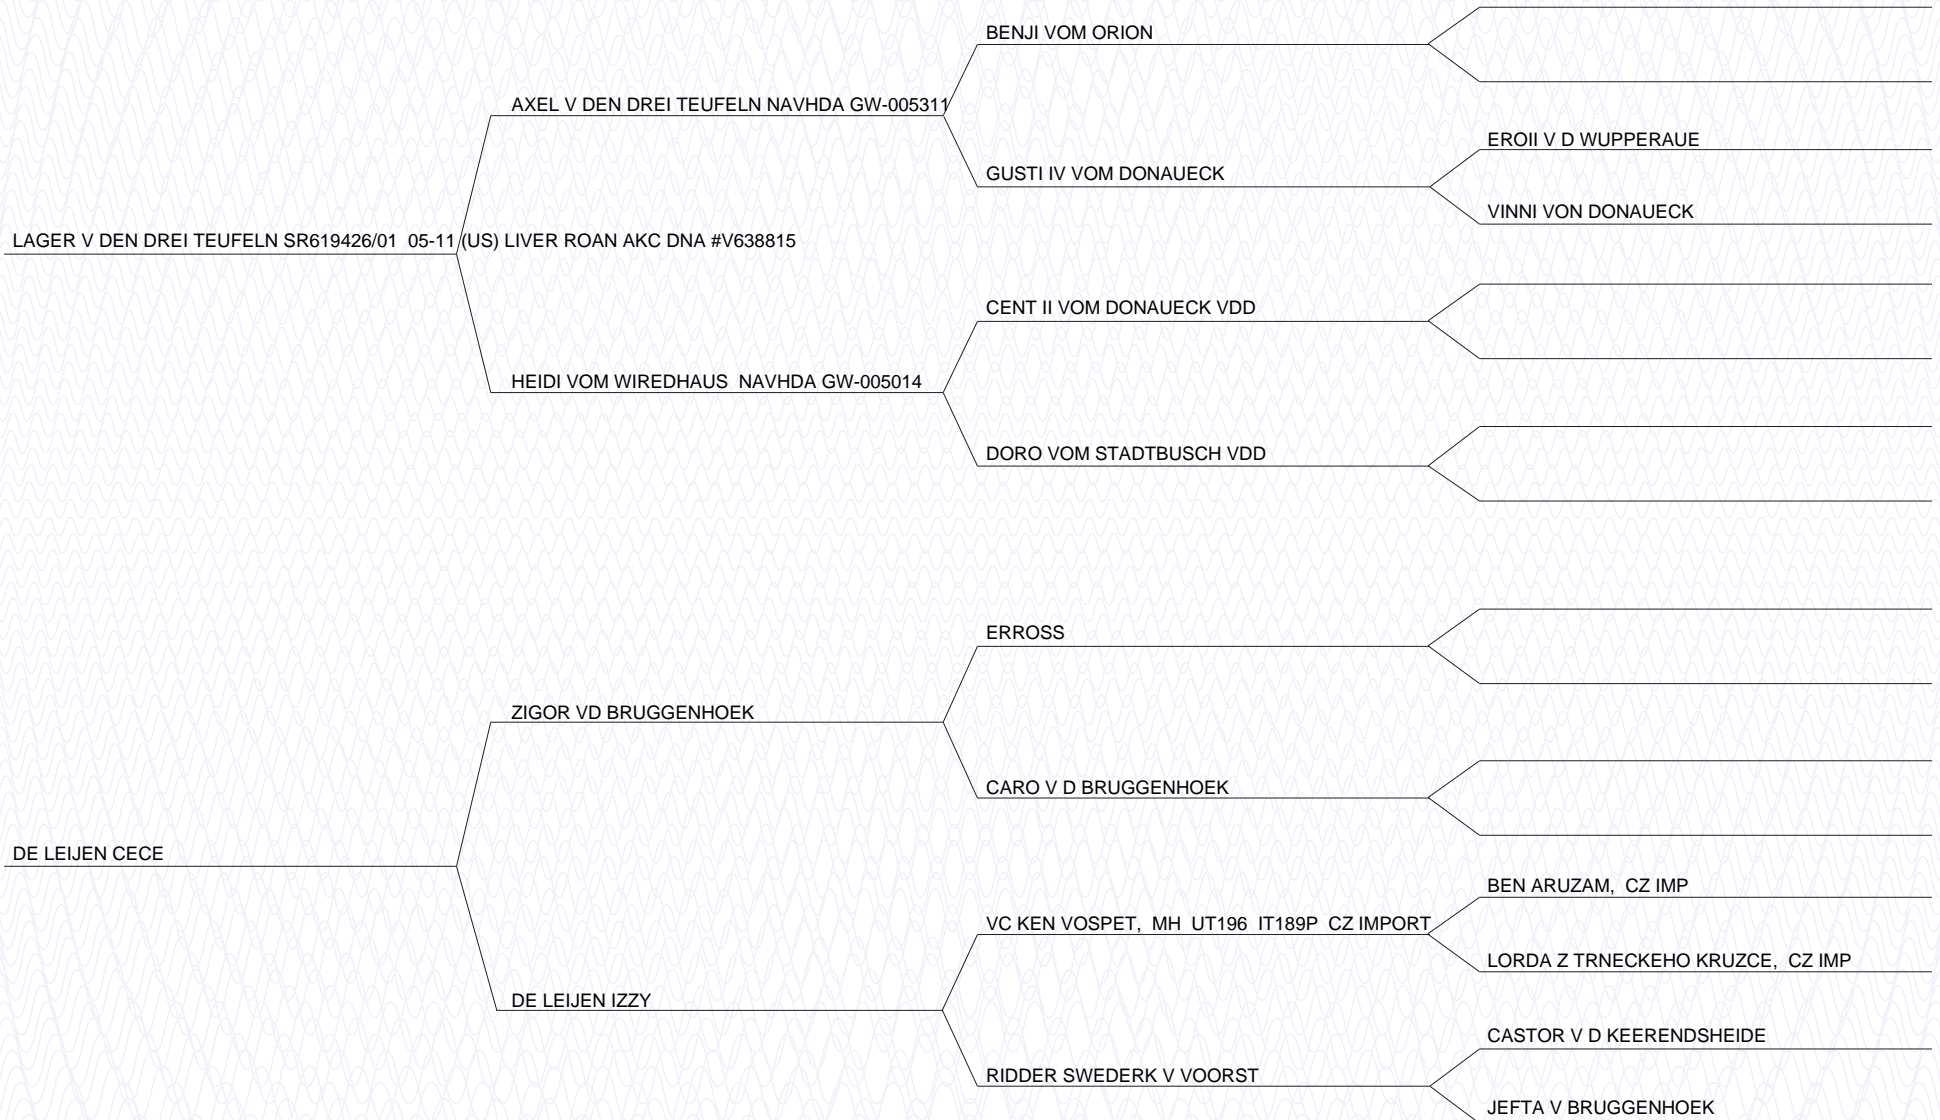 BENJI VOM ORION
AXEL V DEN DREI TEUFELN NAVHDA GW-005311
EROII V D WUPPERAUE
GUSTI IV VOM DONAUECK
VINNI VON DONAUECK
LAGER V DEN DREI TEUFELN SR619426/01 05-11 (US) LIVER ROAN AKC DNA #V638815
CENT II VOM DONAUECK VDD
HEIDI VOM WIREDHAUS NAVHDA GW-005014
DORO VOM STADTBUSCH VDD
ERROSS
ZIGOR VD BRUGGENHOEK
CARO V D BRUGGENHOEK
DE LEIJEN CECE
BEN ARUZAM, CZ IMP
VC KEN VOSPET, MH UT196 IT189P CZ IMPORT
LORDA Z TRNECKEHO KRUZCE, CZ IMP
DE LEIJEN IZZY
CASTOR V D KEERENDSHEIDE
RIDDER SWEDERK V VOORST
JEFTA V BRUGGENHOEK